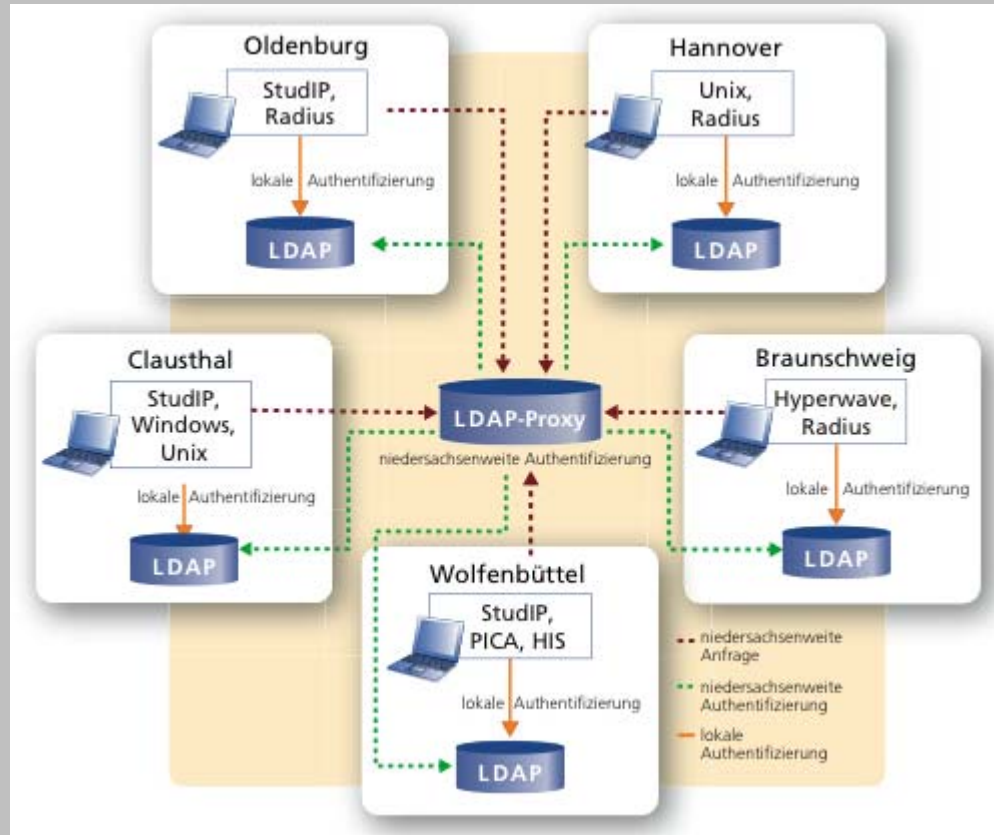 Oldenburg
StudIP,
Radius
lokale Authentifizierung
LDAP
Hannover
Unix,
Radius
lokale Authentifizierung
LDAP
Clausthal
StudIP,
Windows,
Unix
lokale Authentifizierung
LDAP
LDAP-Proxy
niedersachsenweite Authentifizierung
Braunschweig
Hyperwave,
Radius
lokale Authentifizierung
LDAP
Wolfenbüttel
StudIP,
PICA, HIS
lokale Authentifizierung
LDAP
niedersachsenweite
Anfrage
niedersachsenweite
Authentifizierung
lokale
Authentifizierung